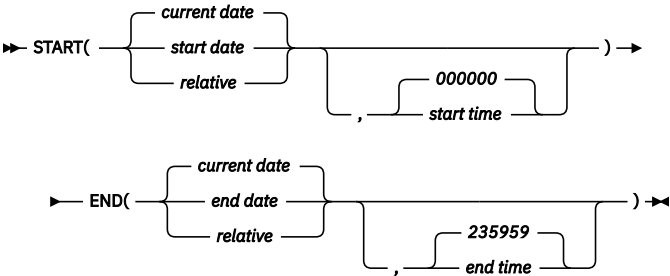 current date
START( start date )
relative
000000
, start time
current date
END( end date )
relative
235959
, end time